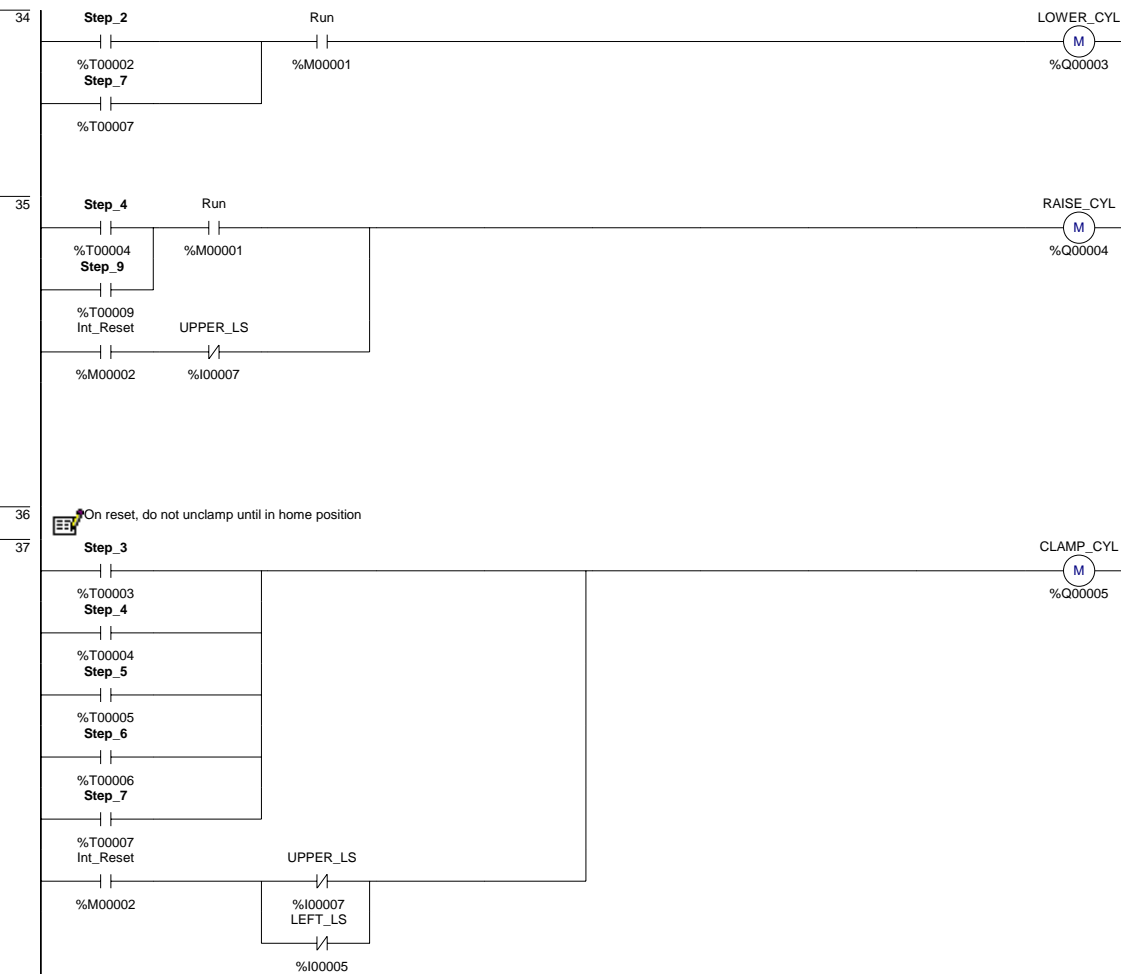 34 Step_2 Run LOWER_CYL
M
%T00002 %M00001 %Q00003
Step_7
%T00007
35 Step_4 Run RAISE_CYL
M
%T00004 %M00001 %Q00004
Step_9
%T00009
Int_Reset UPPER_LS
%M00002 %I00007
36 On reset, do not unclamp until in home position
37 Step_3 CLAMP_CYL
M
%T00003 %Q00005
Step_4
%T00004
Step_5
%T00005
Step_6
%T00006
Step_7
%T00007
Int_Reset UPPER_LS
%M00002 %I00007
LEFT_LS
%I00005